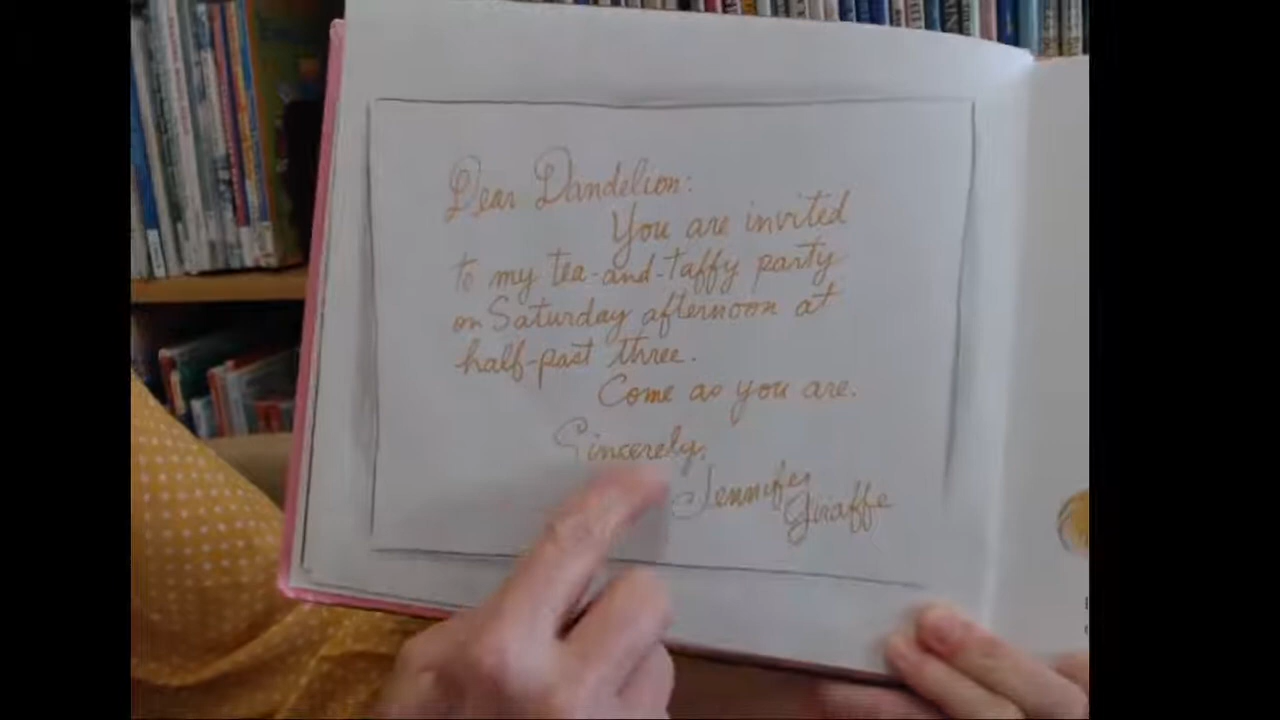 Dear Dandelion:
You are invited
to my tea-and-taffy party
on Saturday afternoon at
half-past three.
Come as you are.
Sincerely,
Jennifer
Giraffe